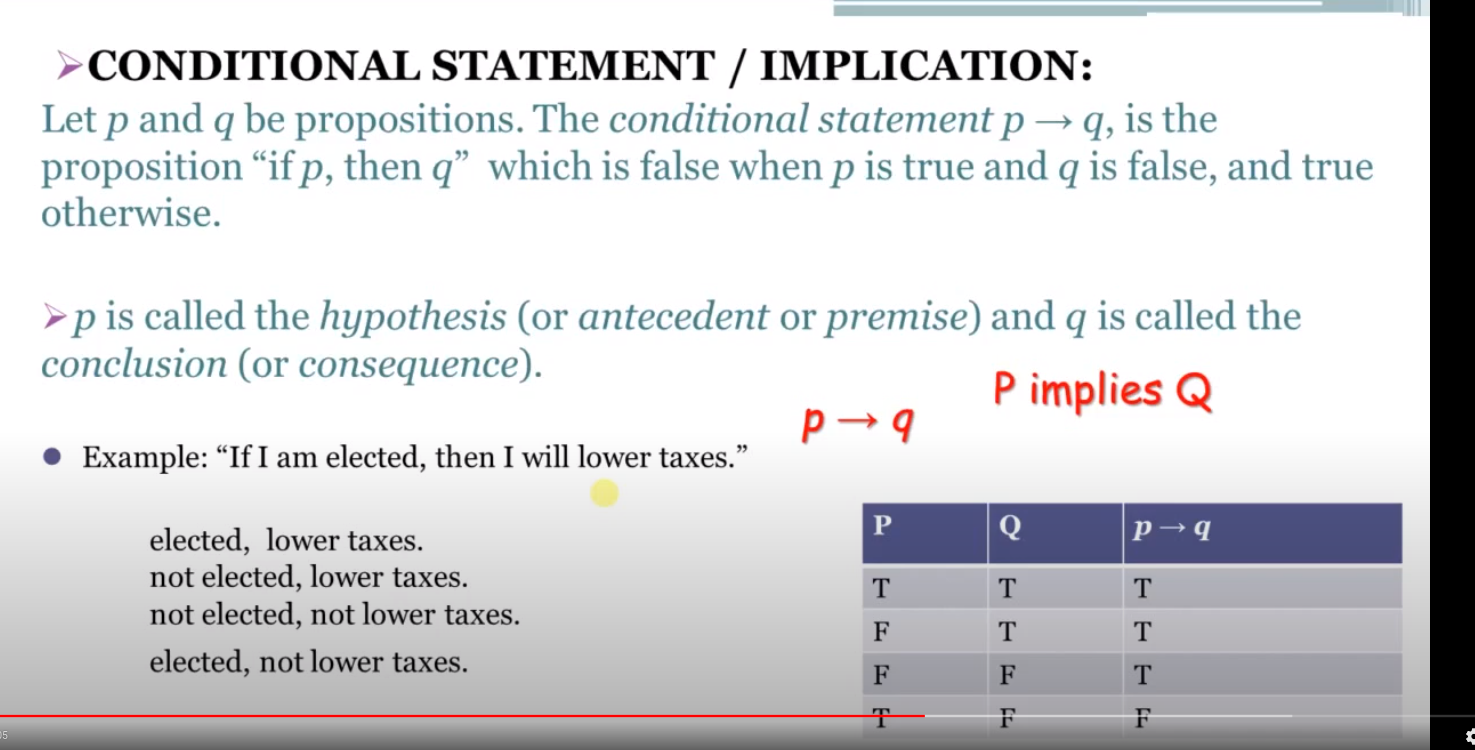 ➢CONDITIONAL STATEMENT / IMPLICATION:
Let p and q be propositions. The conditional statement p → q, is the
proposition “if p, then q” which is false when p is true and q is false, and true
otherwise.
➢p is called the hypothesis (or antecedent or premise) and q is called the
conclusion (or consequence).
P implies Q
p → q
• Example: “If I am elected, then I will lower taxes.”
elected, lower taxes.
not elected, lower taxes.
not elected, not lower taxes.
elected, not lower taxes.
P Q p → q
T T T
F T T
F F T
T F F